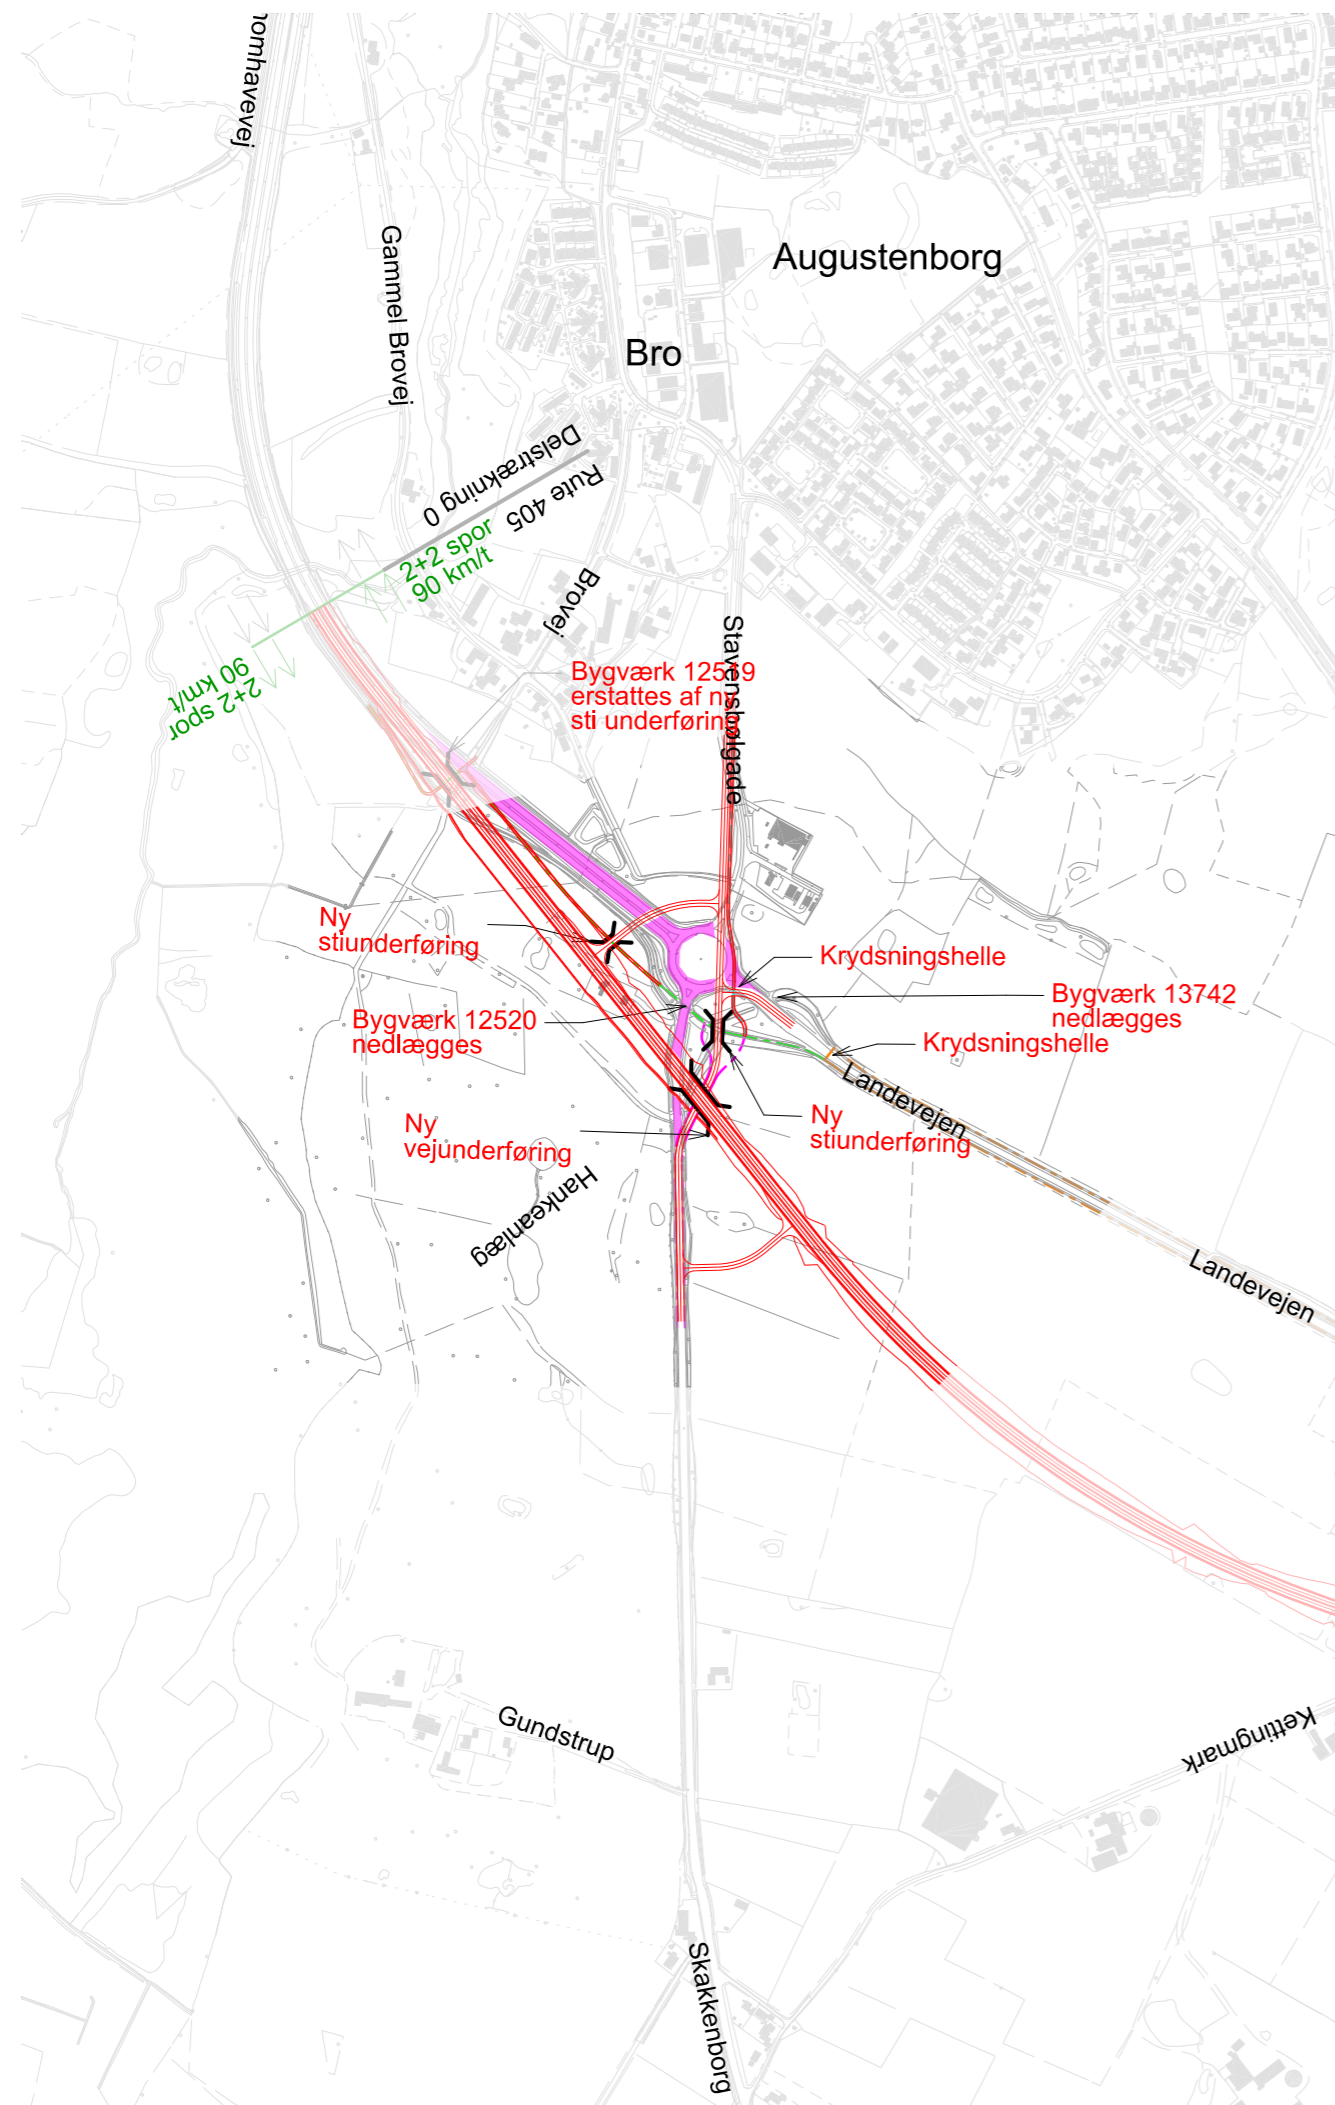 nomhavevej
Gammel Brovej
Augustenborg
Bro
Delstrækning 0
Rute 405
2+2 spor
90 km/t
2+2 spor
90 km/t
Brovej
Stavensbølgade
Bygværk 12519
erstattes af ny
sti underføring
Ny
stiunderføring
Krydsningshelle
Bygværk 13742
nedlægges
Bygværk 12520
nedlægges
Krydsningshelle
Landevejen
Ny
stiunderføring
Ny
vejunderføring
Hankeanlæg
Landevejen
Gundstrup
Kettingmark
Skakkenborg